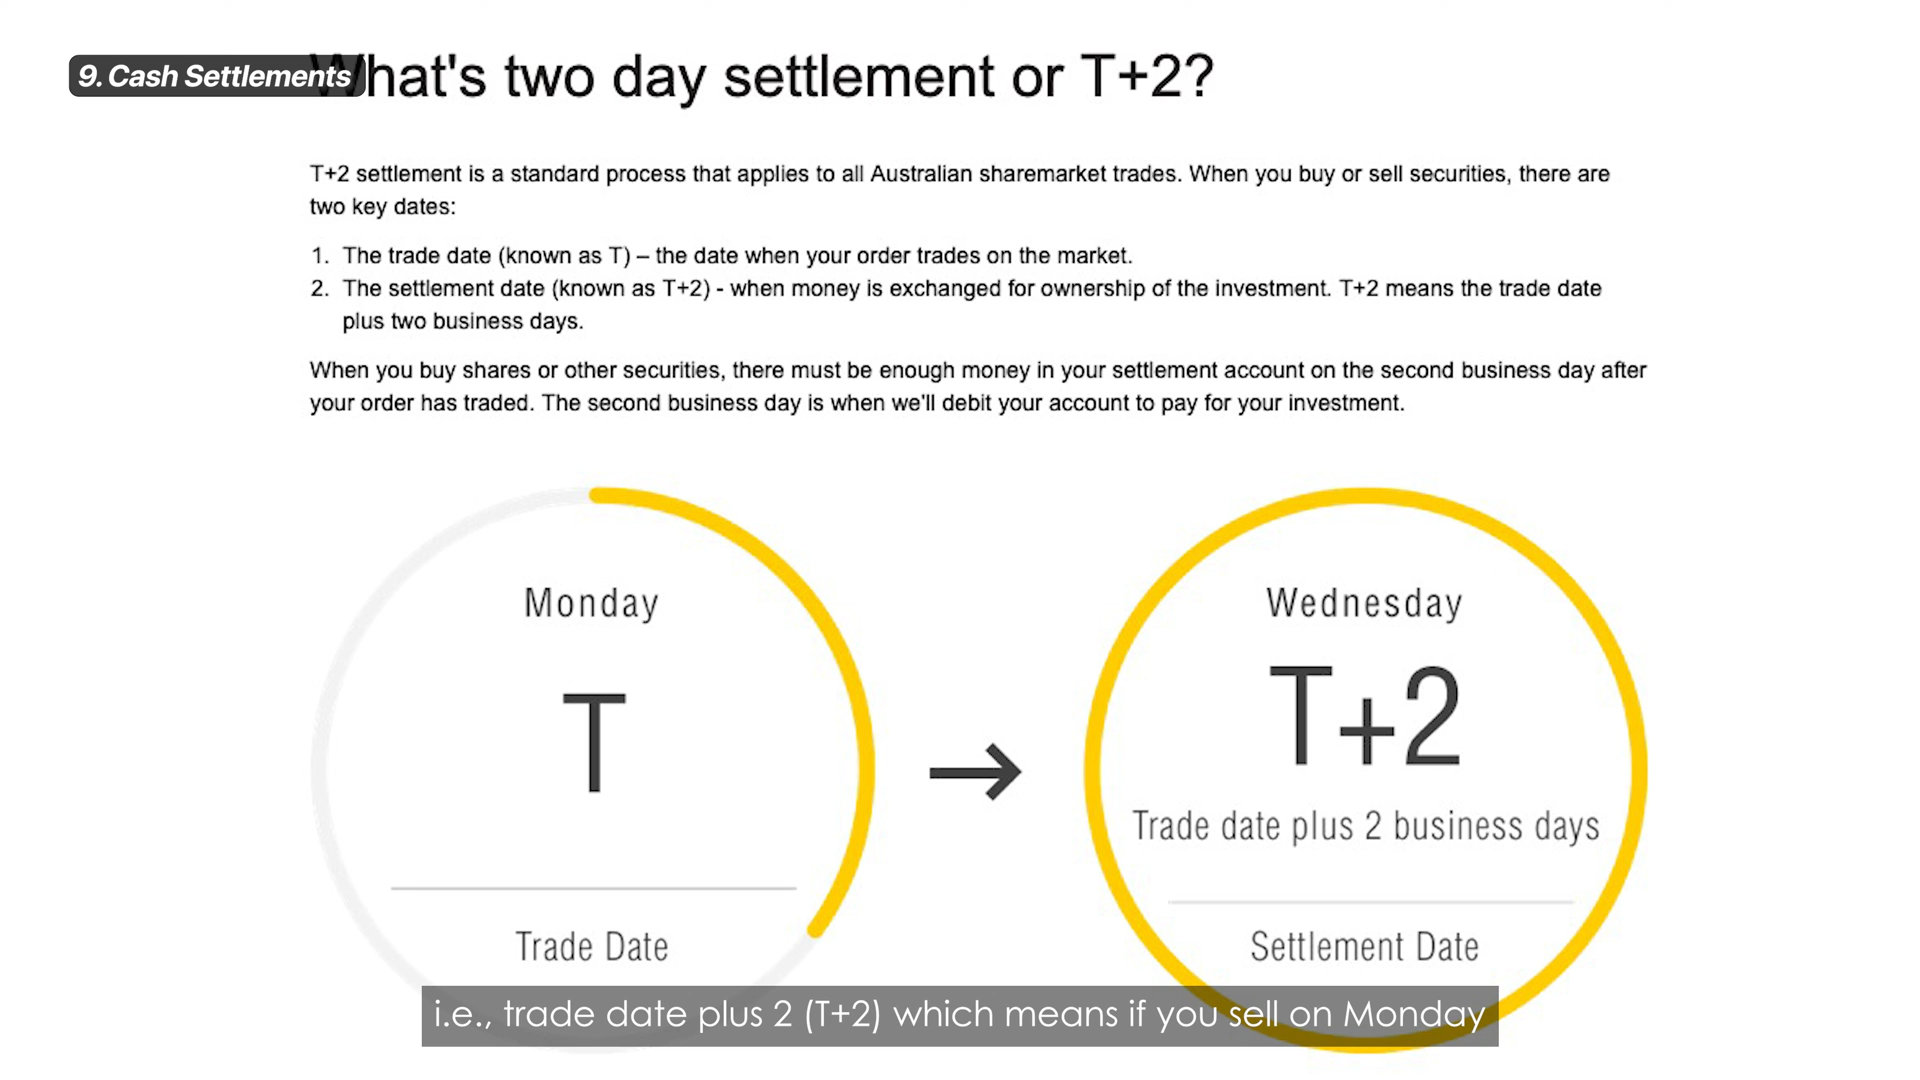 9. Cash Settlements
What's two day settlement or T+2?
T+2 settlement is a standard process that applies to all Australian sharemarket trades. When you buy or sell securities, there are
two key dates:
1. The trade date (known as T) – the date when your order trades on the market.
2. The settlement date (known as T+2) - when money is exchanged for ownership of the investment. T+2 means the trade date
plus two business days.
When you buy shares or other securities, there must be enough money in your settlement account on the second business day after
your order has traded. The second business day is when we'll debit your account to pay for your investment.
Monday
T
Trade Date
Wednesday
T+2
Trade date plus 2 business days
Settlement Date
i.e., trade date plus 2 (T+2) which means if you sell on Monday